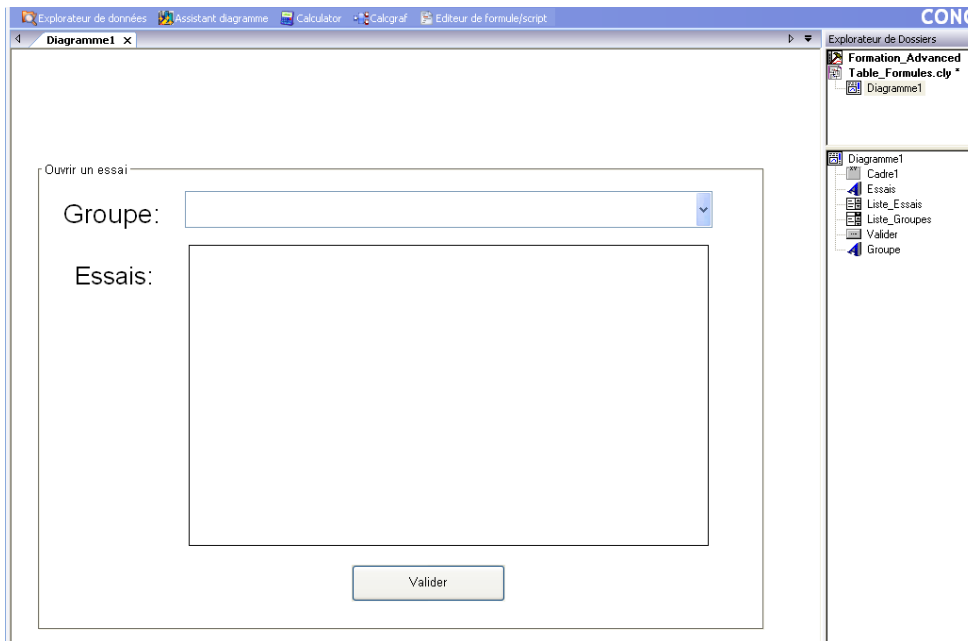 Explorateur de données Assistant diagramme Calculator Calcgraf Editeur de formule/script
Diagramme1 x
Ouvrir un essai
Groupe:
Essais:
Valider
Explorateur de Dossiers
Formation_Advanced
Table_Formules.cly *
Diagramme1
Diagramme1
Cadre1
Essais
Liste_Essais
Liste_Groupes
Valider
Groupe